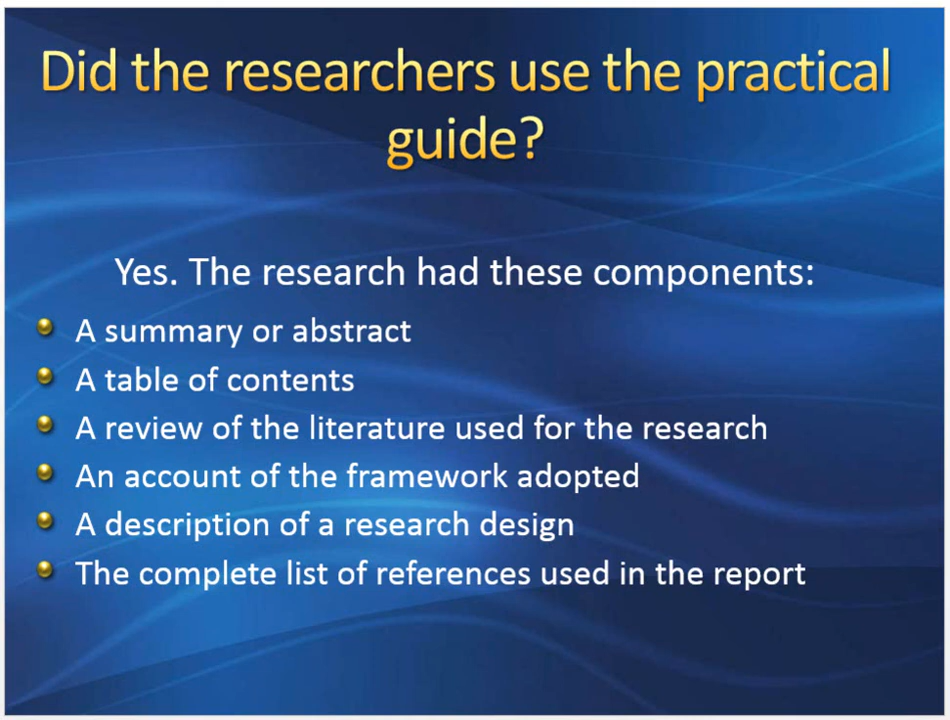 Did the researchers use the practical
guide?
Yes. The research had these components:
A summary or abstract
A table of contents
A review of the literature used for the research
An account of the framework adopted
A description of a research design
The complete list of references used in the report